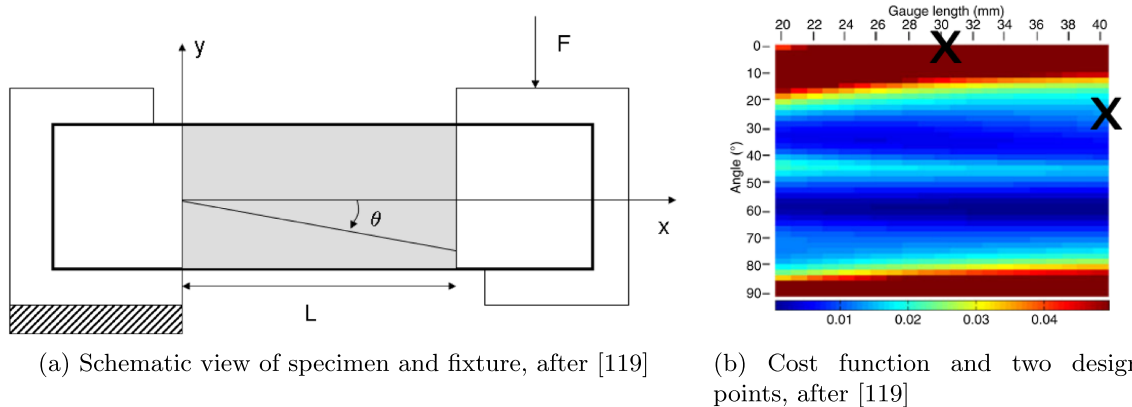 y
F
θ
x
L
(a) Schematic view of specimen and fixture, after [119]
Gauge length (mm)
20 22 24 26 28 30 32 34 36 38 40
Angle (°)
0
10
20
30
40
50
60
70
80
90
X
X
0.01 0.02 0.03 0.04
(b) Cost function and two design
points, after [119]